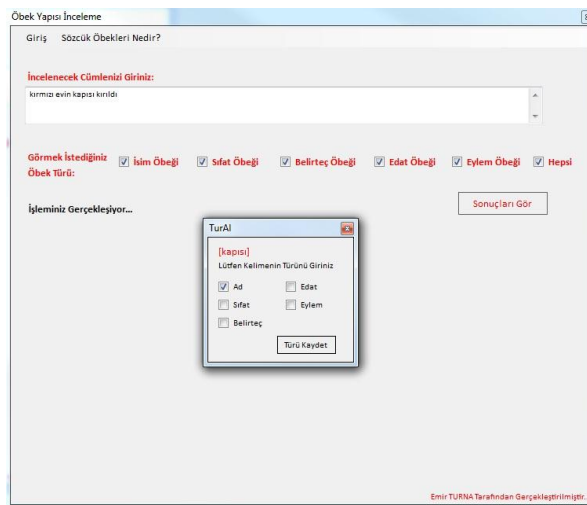 Öbek Yapısı İnceleme
Giriş Sözcük Öbekleri Nedir?
İncelenecek Cümlenizi Giriniz:
kırmızı evin kapısı kırıldı
Görmek İstediğiniz
Öbek Türü:
İsim Öbeği Sıfat Öbeği Belirteç Öbeği Edat Öbeği Eylem Öbeği Hepsi
Sonuçları Gör
İşleminiz Gerçekleşiyor...
TurAl
[kapısı]
Lütfen Kelimenin Türünü Giriniz
Ad Edat
Sıfat Eylem
Belirteç
Türü Kaydet
Emir TURNA Tarafından Gerçekleştirilmiştir.